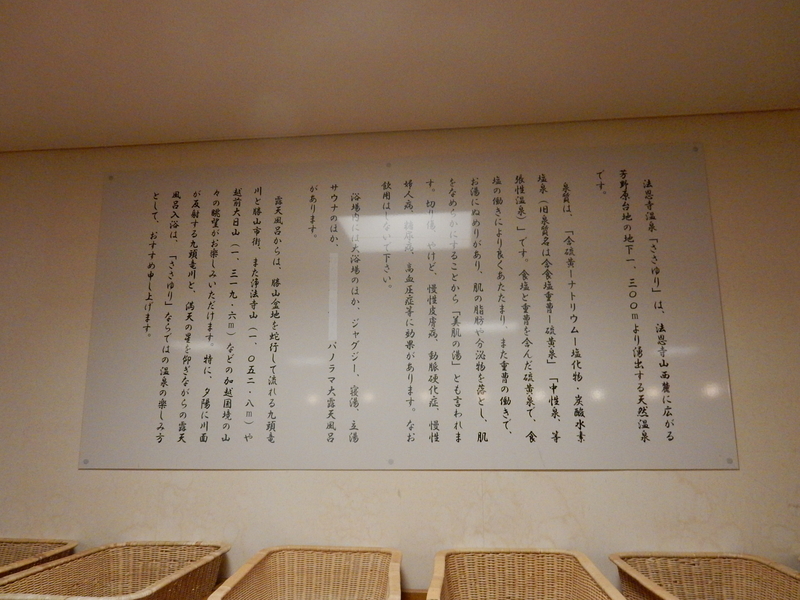 法恩寺温泉「ささゆり」は、法恩寺山西麓に広がる
芳野原台地の地下一、三〇〇mより湧出する天然温泉
です。
泉質は、「含硫黄ーナトリウムー塩化物・炭酸水素
塩泉（旧泉質名は含食塩重曹ー硫黄泉）」「中性泉、等
張性温泉）」です。食塩と重曹を含んだ硫黄泉で、食
塩の働きにより良くあたたまり、また重曹の働きで、
お湯にぬめりがあり、肌の脂肪や分泌物を落とし、肌
をなめらかにすることから「美肌の湯」とも言われま
す。切り傷、やけど、慢性皮膚病、動脈硬化症、慢性
婦人病、糖尿病、高血圧症等に効果があります。なお
飲用はしないで下さい。
浴場内には大浴場のほか、ジャグジー、寝湯、立湯
サウナのほか、パノラマ大露天風呂
があります。
露天風呂からは、勝山盆地を蛇行して流れる九頭竜
川と勝山市街、また浄法寺山（一、〇五二・八m）や
越前大日山（一、三一九・六m）などの加越国境の山
々の眺望がお楽しみいただけます。特に、夕陽に川面
が反射する九頭竜川と、満天の星を仰ぎながらの露天
風呂入浴は、「ささゆり」ならではの温泉の楽しみ方
として、おすすめ申し上げます。